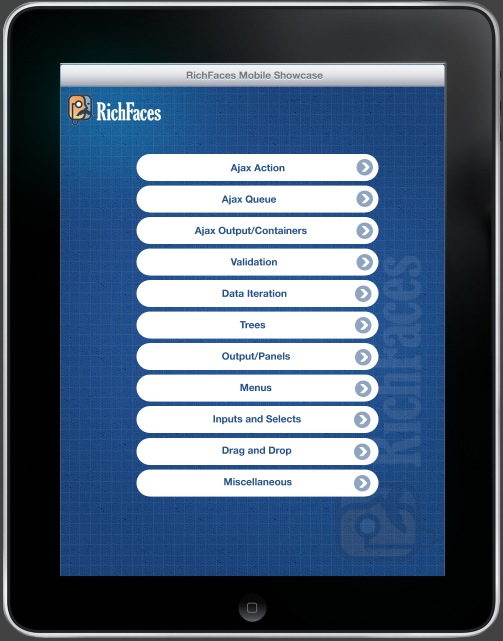 RichFaces Mobile Showcase
RichFaces
Ajax Action
Ajax Queue
Ajax Output/Containers
Validation
Data Iteration
Trees
Output/Panels
Menus
Inputs and Selects
Drag and Drop
Miscellaneous
RichFaces